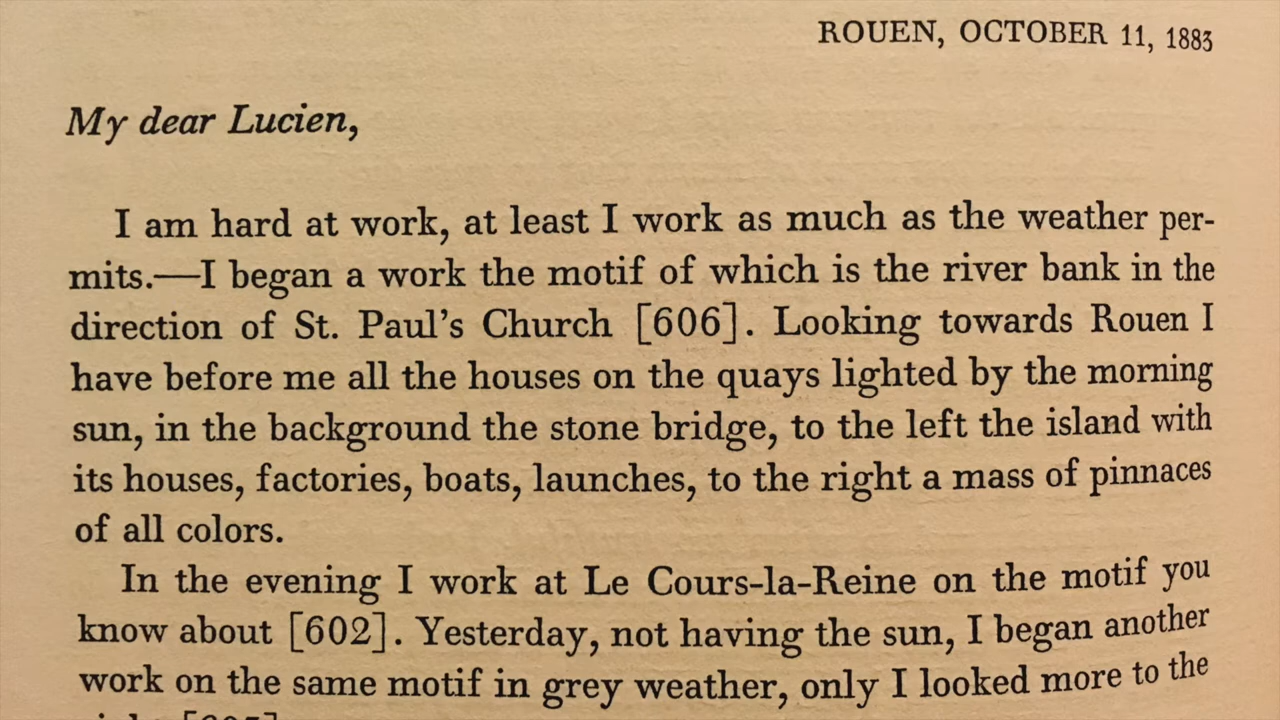 ROUEN, OCTOBER 11, 1883
My dear Lucien,
I am hard at work, at least I work as much as the weather per-
mits.—I began a work the motif of which is the river bank in the
direction of St. Paul's Church [606]. Looking towards Rouen I
have before me all the houses on the quays lighted by the morning
sun, in the background the stone bridge, to the left the island with
its houses, factories, boats, launches, to the right a mass of pinnaces
of all colors.
In the evening I work at Le Cours-la-Reine on the motif you
know about [602]. Yesterday, not having the sun, I began another
work on the same motif in grey weather, only I looked more to the